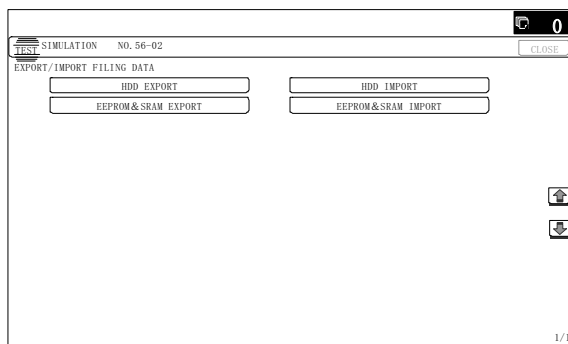 0
TEST SIMULATION NO.56-02 CLOSE
EXPORT/IMPORT FILING DATA
HDD EXPORT HDD IMPORT
EEPROM&SRAM EXPORT EEPROM&SRAM IMPORT
1/1